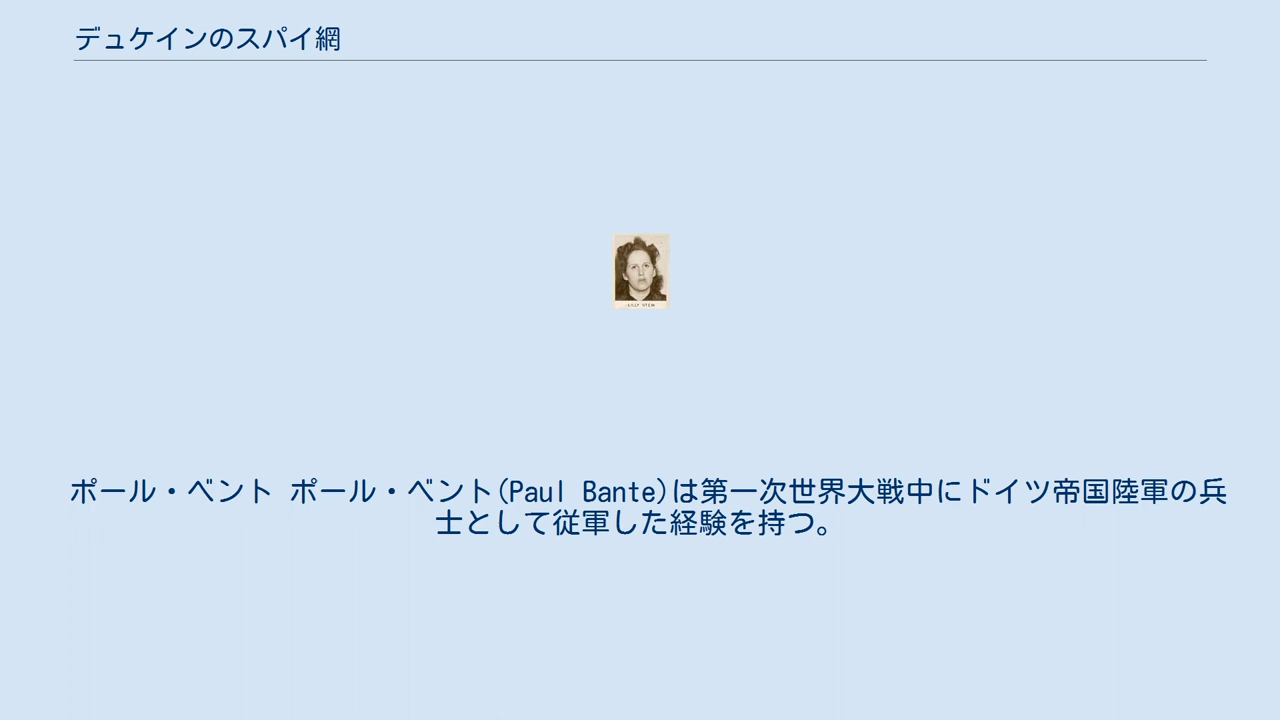 デュケインのスパイ網
LILLY STEIN
ポール・ベント ポール・ベント(Paul Bante)は第一次世界大戦中にドイツ帝国陸軍の兵
士として従軍した経験を持つ。